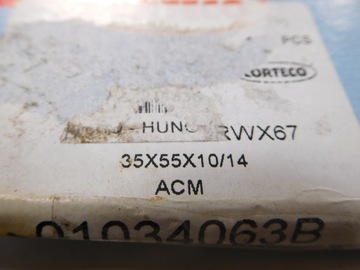 PCS
CORTECO
HUNG RWX67
35X55X10/14
ACM
01034063B